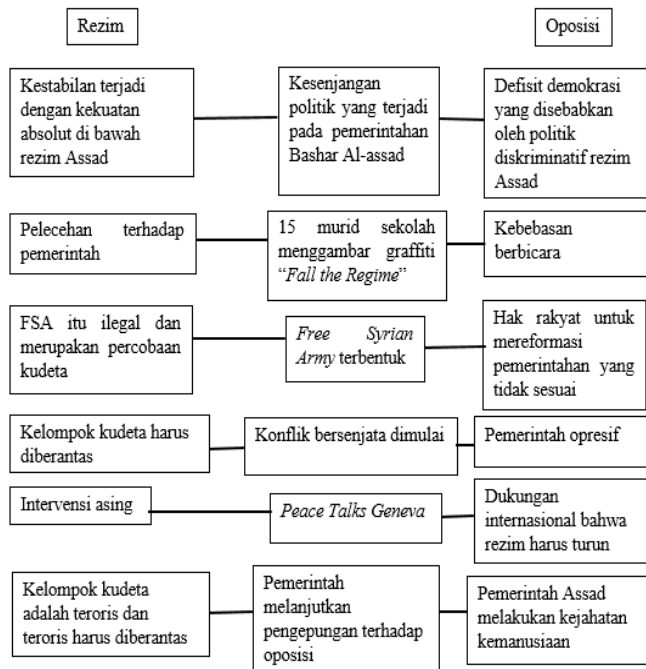 Rezim
Oposisi
Kestabilan terjadi
dengan kekuatan
absolut di bawah
rezim Assad
Kesenjangan
politik yang terjadi
pada pemerintahan
Bashar Al-assad
Defisit demokrasi
yang disebabkan
oleh politik
diskriminatif rezim
Assad
Pelecehan terhadap
pemerintah
15 murid sekolah
menggambar graffiti
“Fall the Regime”
Kebebasan
berbicara
FSA itu ilegal dan
merupakan percobaan
kudeta
Free Syrian
Army terbentuk
Hak rakyat untuk
mereformasi
pemerintahan yang
tidak sesuai
Kelompok kudeta harus
diberantas
Konflik bersenjata dimulai
Pemerintah opresif
Intervensi asing
Peace Talks Geneva
Dukungan
internasional bahwa
rezim harus turun
Kelompok kudeta
adalah teroris dan
teroris harus diberantas
Pemerintah
melanjutkan
pengepungan terhadap
oposisi
Pemerintah Assad
melakukan kejahatan
kemanusiaan